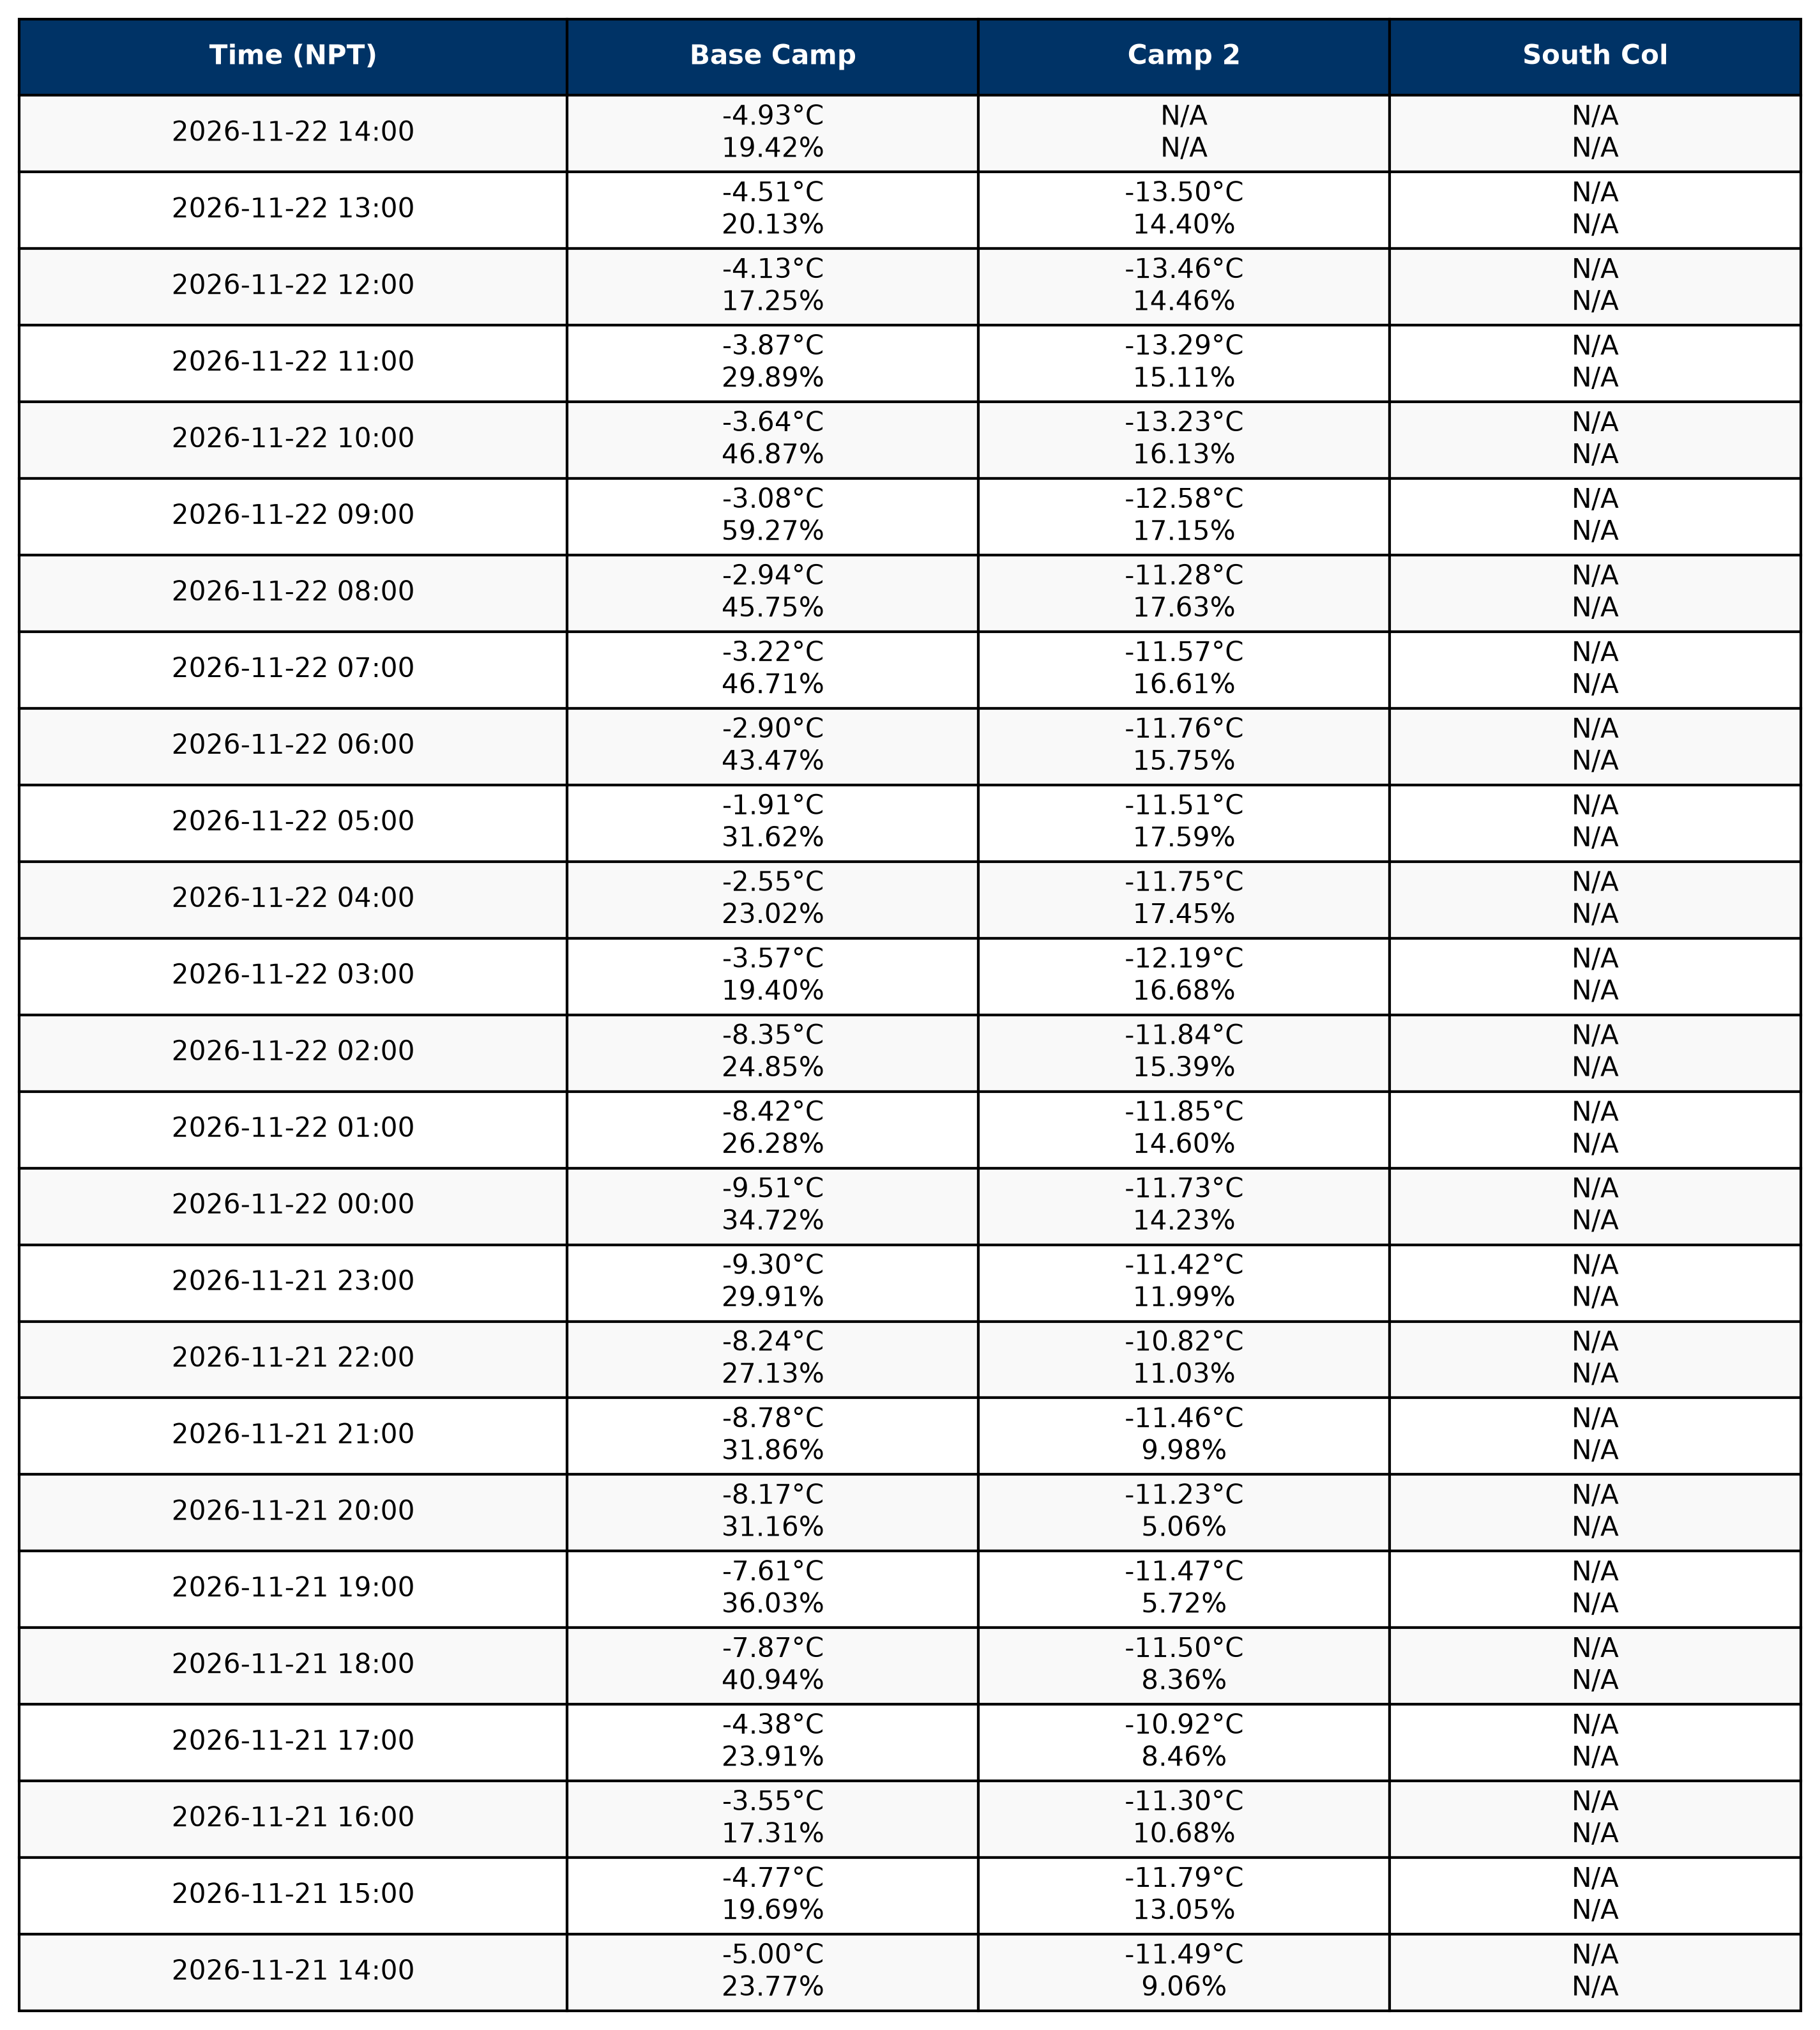 Time (NPT) Base Camp Camp 2 South Col
-4.93°C N/A N/A
2026-11-22 14:00
19.42% N/A N/A
-4.51°C -13.50°C N/A
2026-11-22 13:00
20.13% 14.40% N/A
-4.13°C -13.46°C N/A
2026-11-22 12:00
17.25% 14.46% N/A
-3.87°C -13.29°C N/A
2026-11-22 11:00
29.89% 15.11% N/A
-3.64°C -13.23°C N/A
2026-11-22 10:00
46.87% 16.13% N/A
-3.08°C -12.58°C N/A
2026-11-22 09:00
59.27% 17.15% N/A
-2.94°C -11.28°C N/A
2026-11-22 08:00
45.75% 17.63% N/A
-3.22°C -11.57°C N/A
2026-11-22 07:00
46.71% 16.61% N/A
-2.90°C -11.76°C N/A
2026-11-22 06:00
43.47% 15.75% N/A
-1.91°C -11.51°C N/A
2026-11-22 05:00
31.62% 17.59% N/A
-2.55°C -11.75°C N/A
2026-11-22 04:00
23.02% 17.45% N/A
-3.57°C -12.19°C N/A
2026-11-22 03:00
19.40% 16.68% N/A
-8.35°C -11.84°C N/A
2026-11-22 02:00
24.85% 15.39% N/A
-8.42°C -11.85°C N/A
2026-11-22 01:00
26.28% 14.60% N/A
-9.51°C -11.73°C N/A
2026-11-22 00:00
34.72% 14.23% N/A
-9.30°C -11.42°C N/A
2026-11-21 23:00
29.91% 11.99% N/A
-8.24°C -10.82°C N/A
2026-11-21 22:00
27.13% 11.03% N/A
-8.78°C -11.46°C N/A
2026-11-21 21:00
31.86% 9.98% N/A
-8.17°C -11.23°C N/A
2026-11-21 20:00
31.16% 5.06% N/A
-7.61°C -11.47°C N/A
2026-11-21 19:00
36.03% 5.72% N/A
-7.87°C -11.50°C N/A
2026-11-21 18:00
40.94% 8.36% N/A
-4.38°C -10.92°C N/A
2026-11-21 17:00
23.91% 8.46% N/A
-3.55°C -11.30°C N/A
2026-11-21 16:00
17.31% 10.68% N/A
-4.77°C -11.79°C N/A
2026-11-21 15:00
19.69% 13.05% N/A
-5.00°C -11.49°C N/A
2026-11-21 14:00
23.77% 9.06% N/A